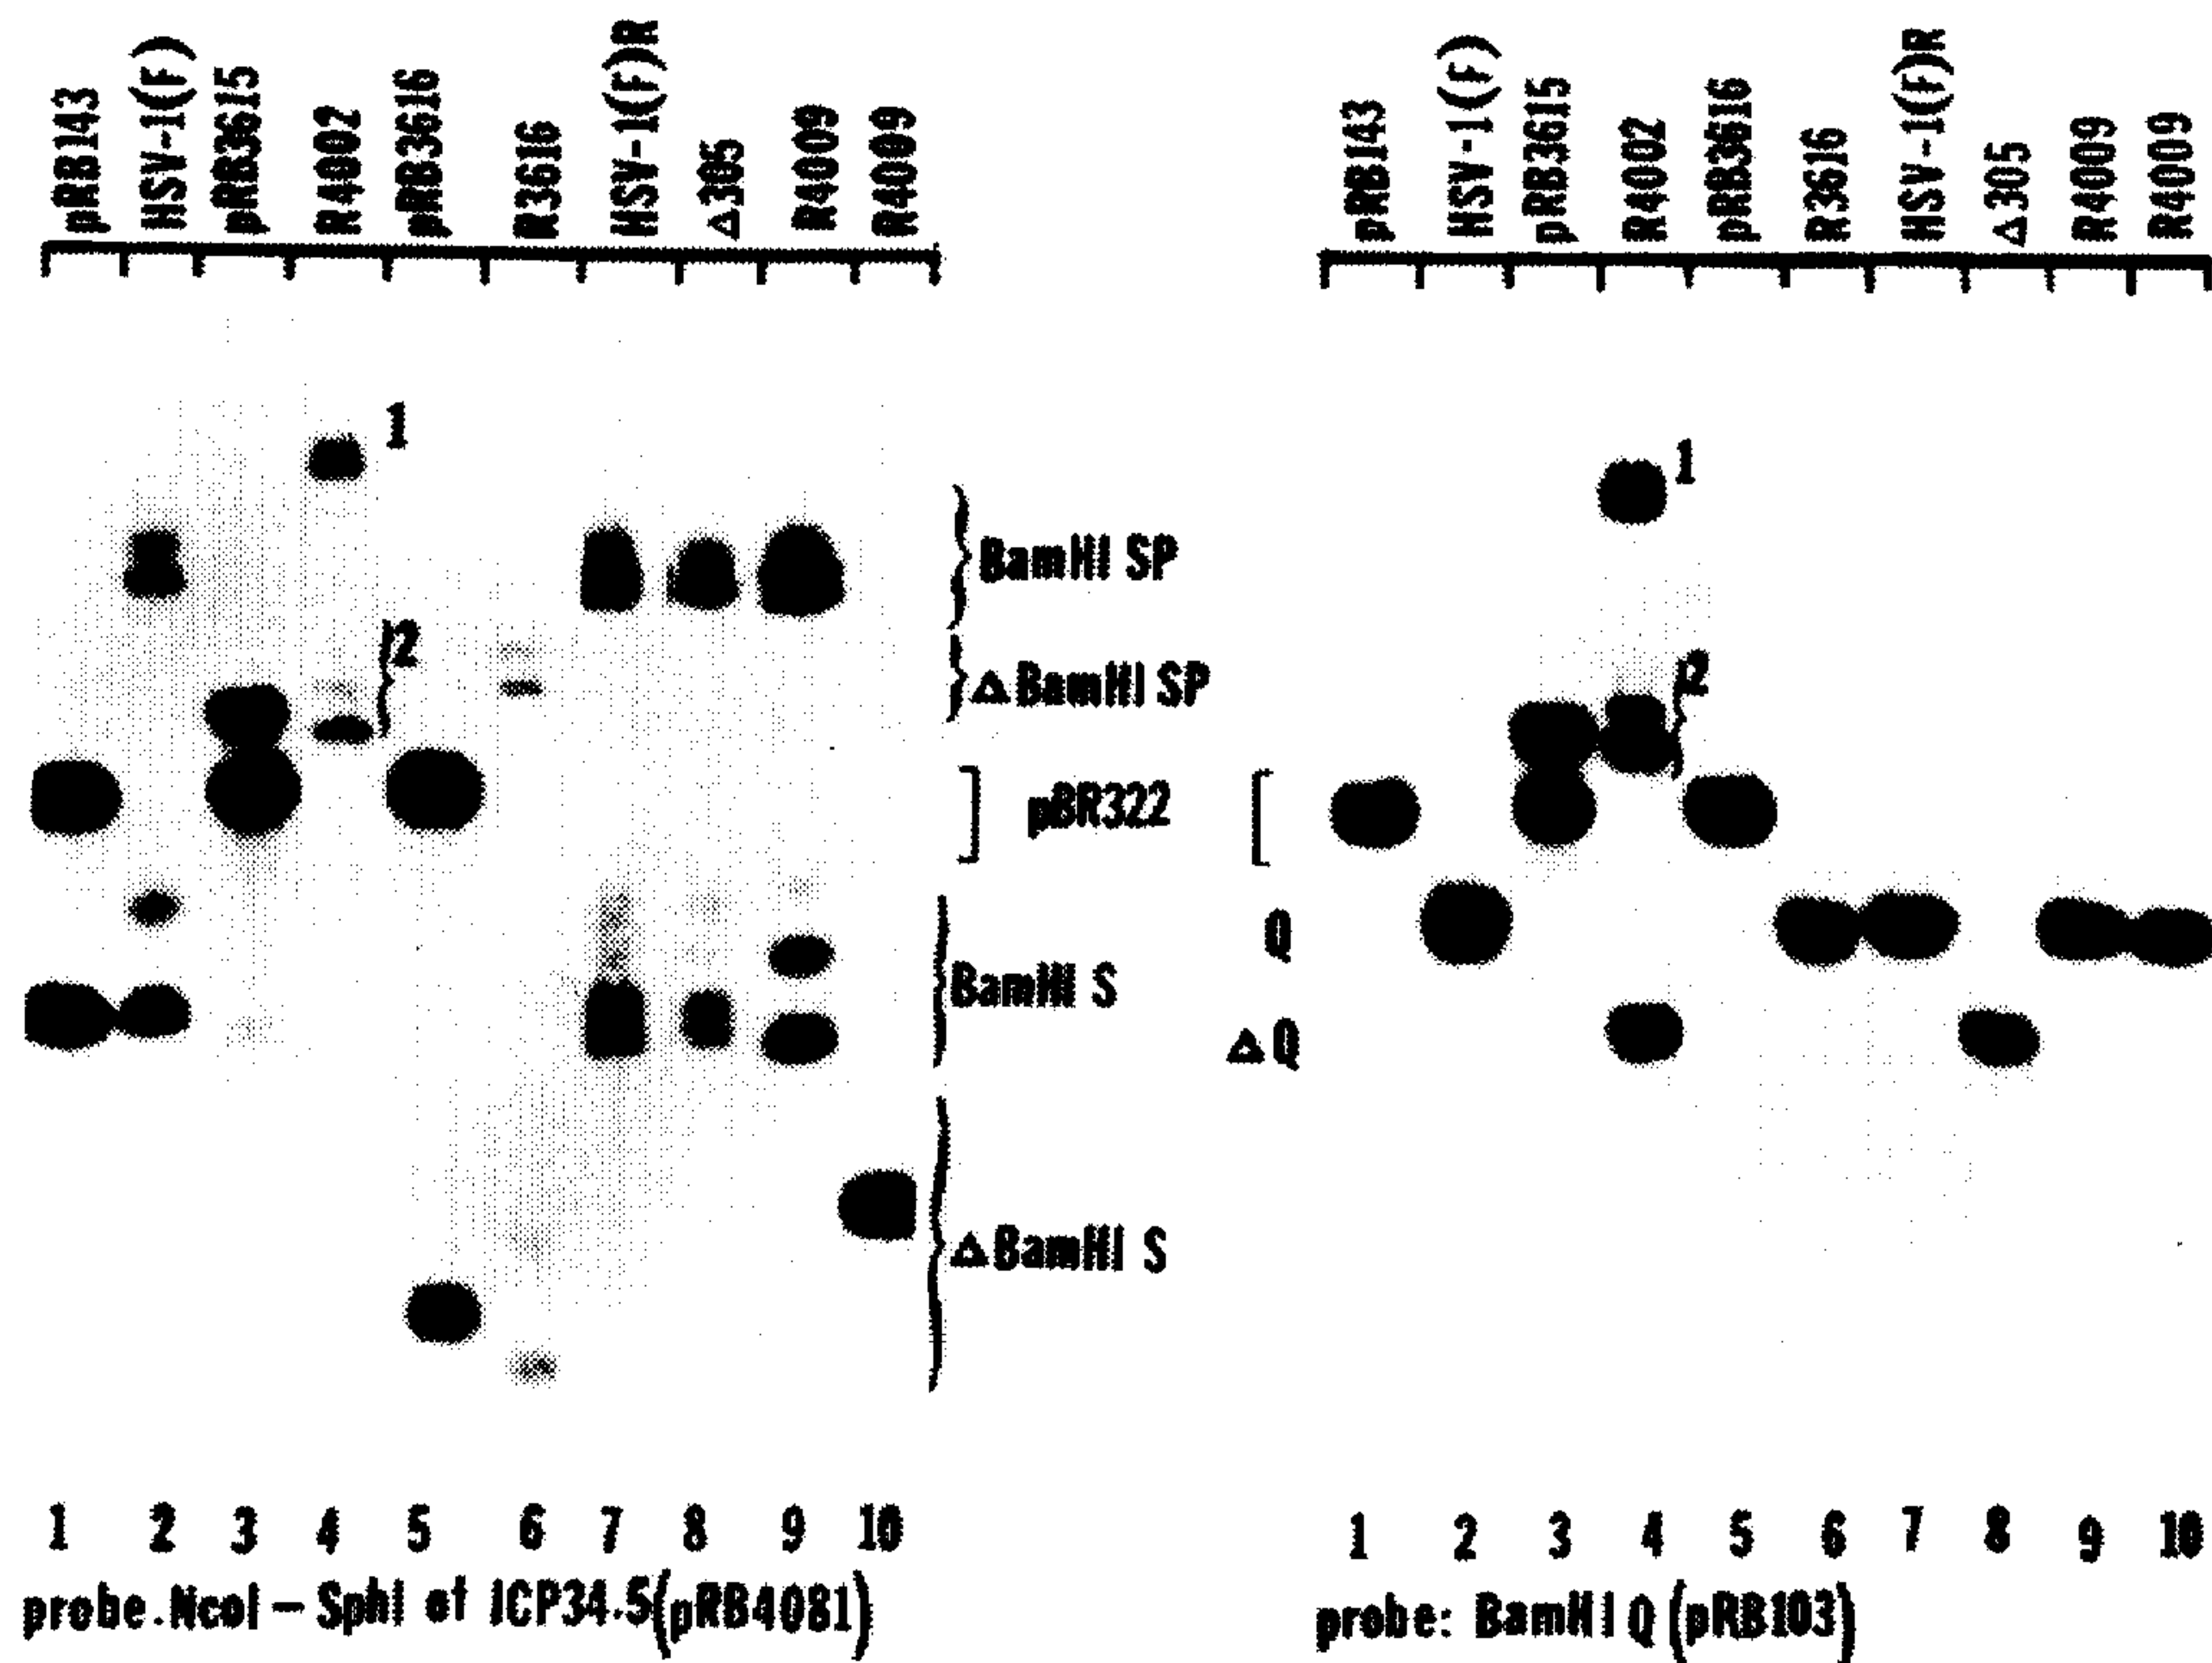 pRB143
HSV-1(F)
pRB3615
R4002
pRB3616
R3616
HSV-1(F)R
Δ305
R4009
R4009
1
2
BamHI SP
Δ BamHI SP
pBR322
BamHI S
Δ BamHI S
1 2 3 4 5 6 7 8 9 10
probe.NcoI – SphI of ICP34.5(pRB4081)
pRB143
HSV-1(F)
pRB3615
R4002
pRB3616
R3616
HSV-1(F)R
Δ305
R4009
R4009
1
2
Q
Δ Q
1 2 3 4 5 6 7 8 9 10
probe: BamHI Q (pRB103)